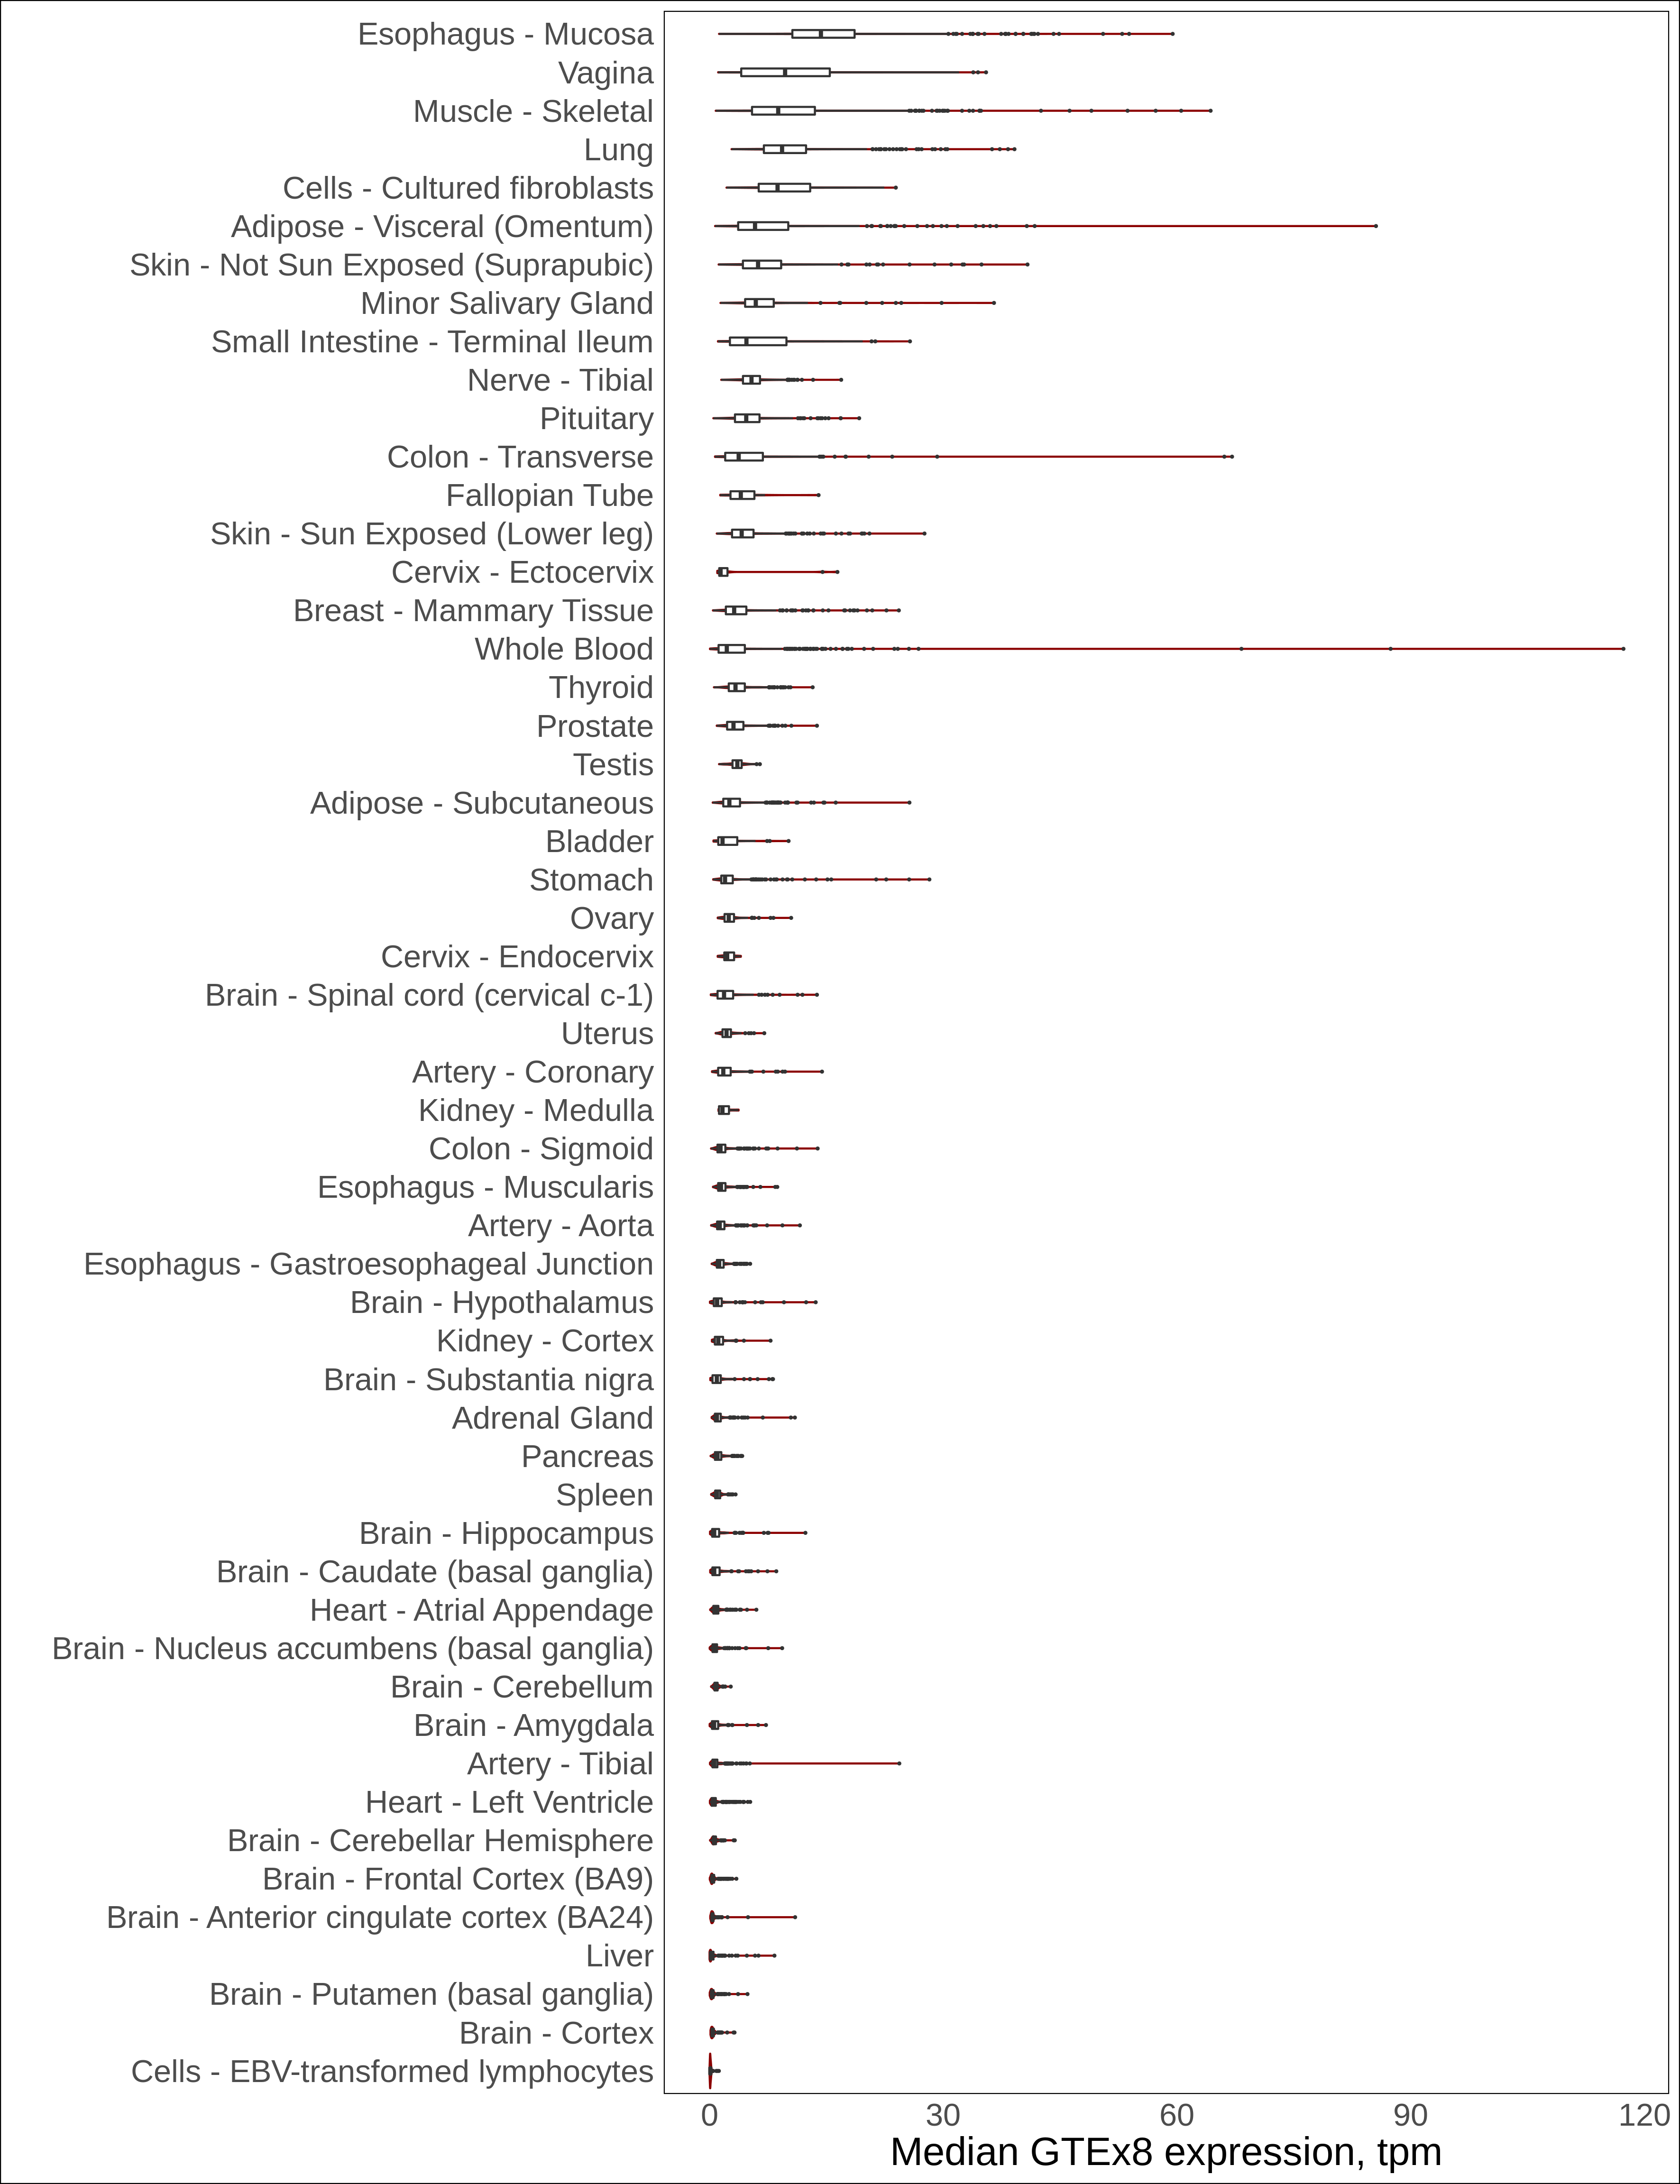 Esophagus - Mucosa
Vagina
Muscle - Skeletal
Lung
Cells - Cultured fibroblasts
Adipose - Visceral (Omentum)
Skin - Not Sun Exposed (Suprapubic)
Minor Salivary Gland
Small Intestine - Terminal Ileum
Nerve - Tibial
Pituitary
Colon - Transverse
Fallopian Tube
Skin - Sun Exposed (Lower leg)
Cervix - Ectocervix
Breast - Mammary Tissue
Whole Blood
Thyroid
Prostate
Testis
Adipose - Subcutaneous
Bladder
Stomach
Ovary
Cervix - Endocervix
Brain - Spinal cord (cervical c-1)
Uterus
Artery - Coronary
Kidney - Medulla
Colon - Sigmoid
Esophagus - Muscularis
Artery - Aorta
Esophagus - Gastroesophageal Junction
Brain - Hypothalamus
Kidney - Cortex
Brain - Substantia nigra
Adrenal Gland
Pancreas
Spleen
Brain - Hippocampus
Brain - Caudate (basal ganglia)
Heart - Atrial Appendage
Brain - Nucleus accumbens (basal ganglia)
Brain - Cerebellum
Brain - Amygdala
Artery - Tibial
Heart - Left Ventricle
Brain - Cerebellar Hemisphere
Brain - Frontal Cortex (BA9)
Brain - Anterior cingulate cortex (BA24)
Liver
Brain - Putamen (basal ganglia)
Brain - Cortex
Cells - EBV-transformed lymphocytes
0 30 60 90 120
Median GTEx8 expression, tpm